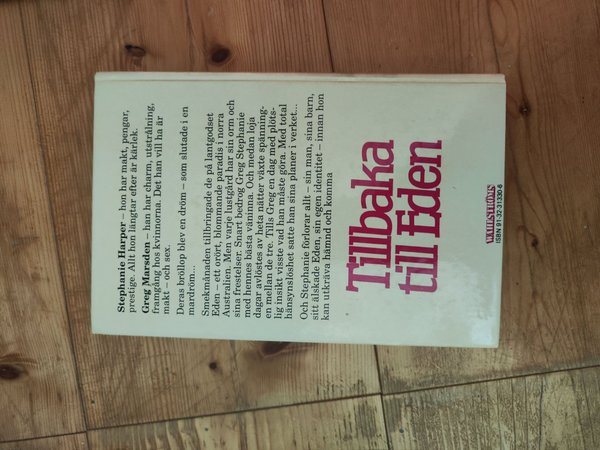 Stephanie Harper – hon har makt, pengar,
prestige. Allt hon längtar efter är kärlek.
Greg Marsden – han har charm, utstrålning,
framgång hos kvinnorna. Det han vill ha är
makt – och sex.
Deras bröllop blev en dröm – som slutade i en
mardröm...
Smekmånaden tillbringade de på lantgodset
Eden – ett orört, blommande paradis i norra
Australien. Men varje lustgård har sin orm och
sina frestelser. Snart bedrog Greg Stephanie
med hennes bästa väninna. Och medan loja
dagar avlöstes av heta nätter växte spänning-
en mellan de tre. Tills Greg en dag med plöts-
lig insikt visste vad han måste göra. Med total
hänsynslöshet satte han sina planer i verket...
Och Stephanie förlorar allt – sin man, sina barn,
sitt älskade Eden, sin egen identitet – innan hon
kan utkräva hämnd och komma
Tillbaka
till Eden
WAHLSTRÖMS
ISBN 91-32-31330-6